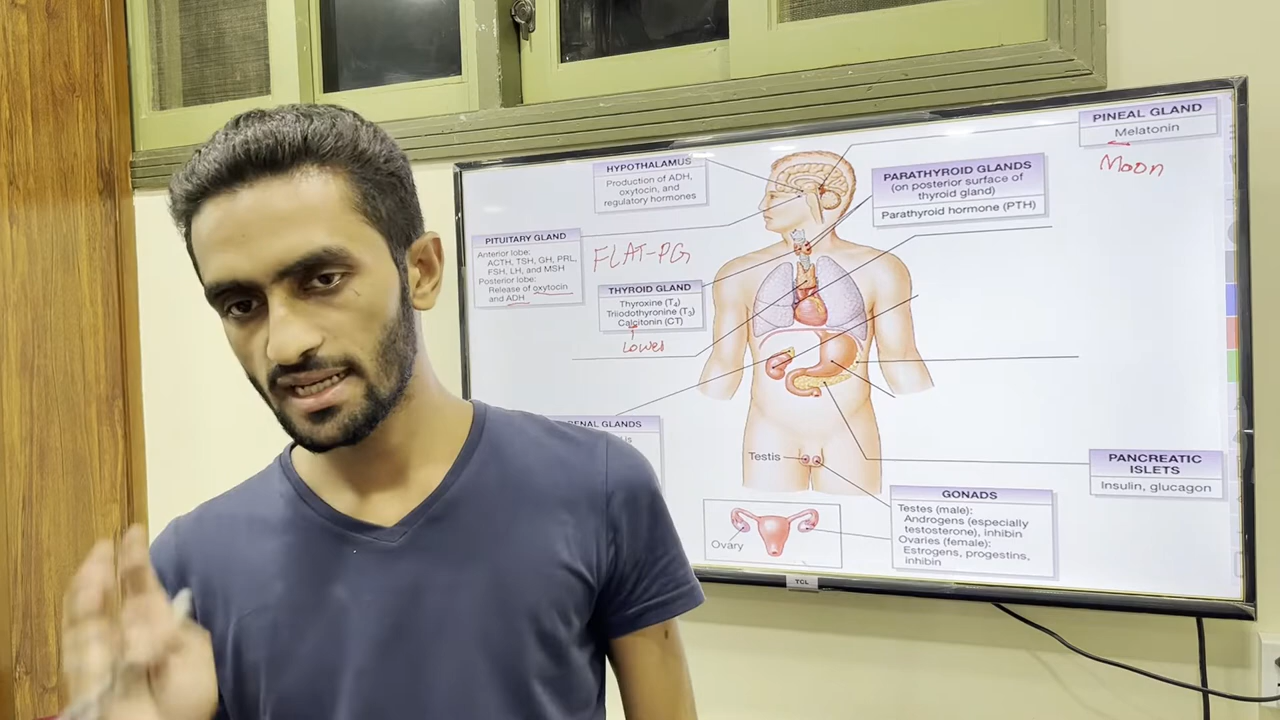 PINEAL GLAND
Melatonin
Moon
HYPOTHALAMUS
Production of ADH,
oxytocin, and
regulatory hormones
PARATHYROID GLANDS
(on posterior surface of
thyroid gland)
Parathyroid hormone (PTH)
PITUITARY GLAND
Anterior lobe:
ACTH, TSH, GH, PRL,
FSH, LH, and MSH
Posterior lobe:
Release of oxytocin
and ADH
FLAT-PG
THYROID GLAND
Thyroxine (T4)
Triiodothyronine (T3)
Calcitonin (CT)
Lowes
GLANDS
PANCREATIC
ISLETS
Insulin, glucagon
Testis
GONADS
Testes (male):
Androgens (especially
testosterone), inhibin
Ovaries (female):
Estrogens, progestins,
inhibin
Ovary
TCL